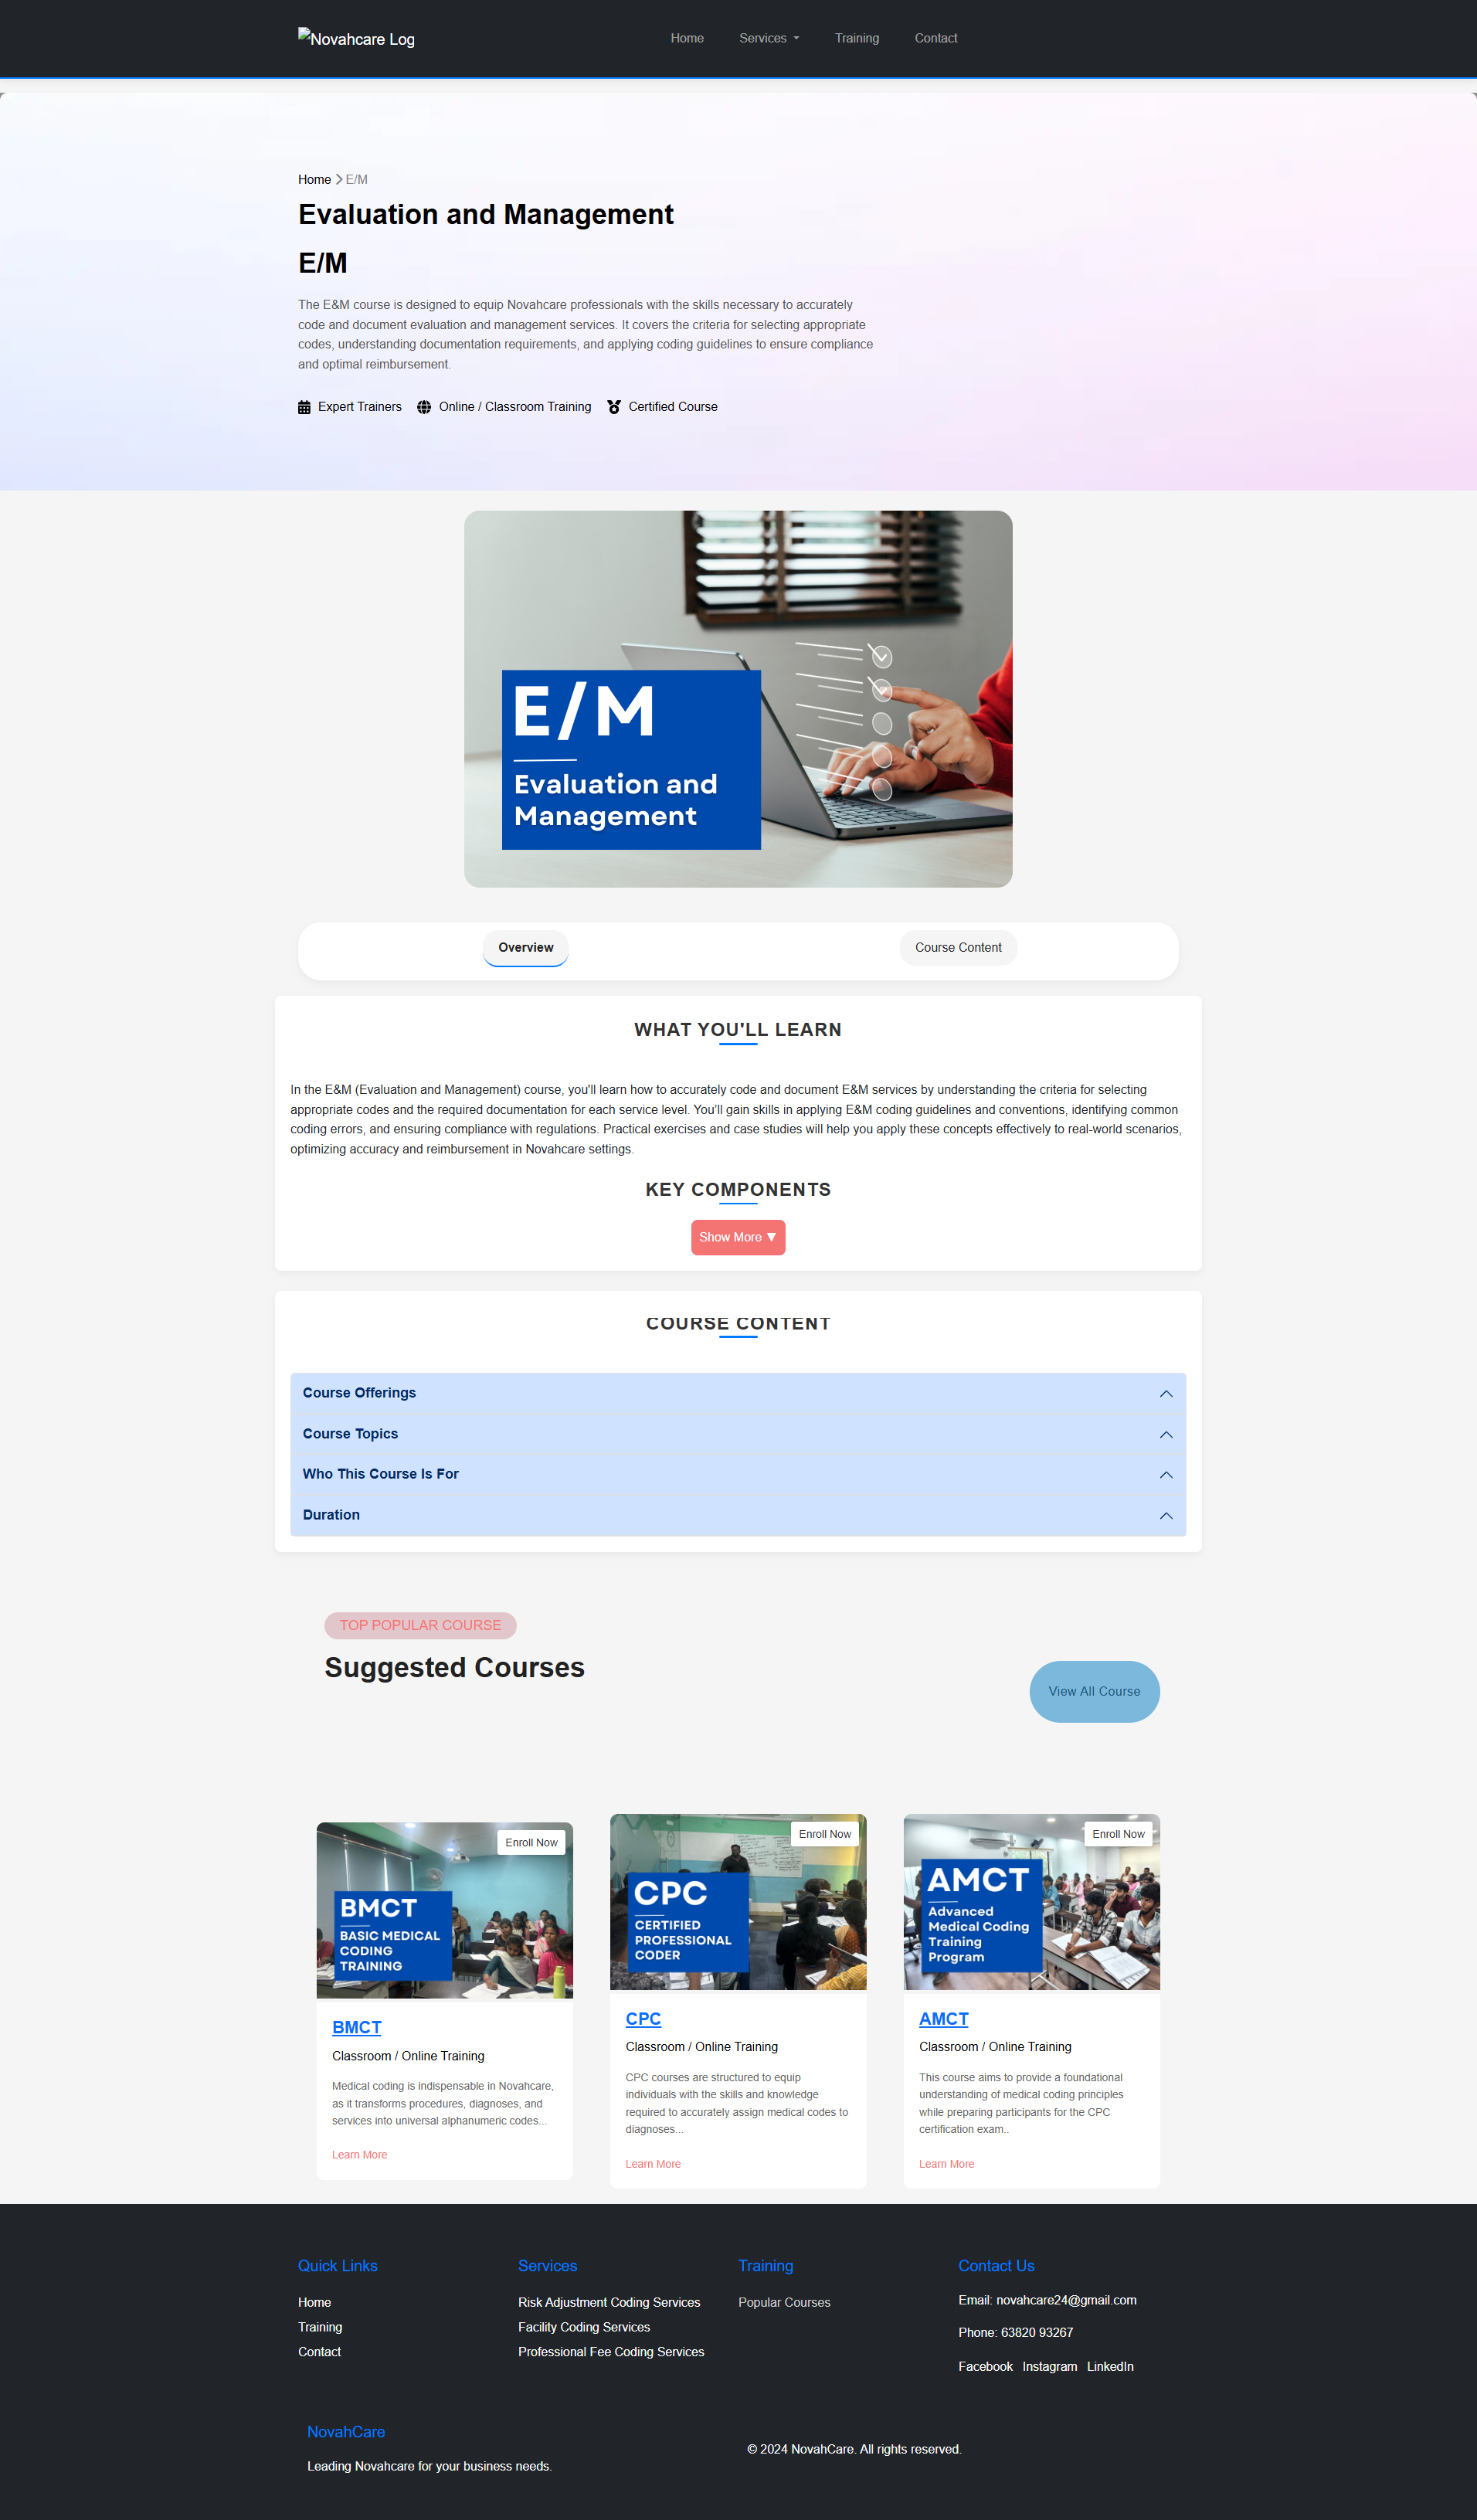 Novahcare Log
Home
Services
Training
Contact
Home
E/M
Evaluation and Management
E/M
The E&M course is designed to equip Novahcare professionals with the skills necessary to accurately
code and document evaluation and management services. It covers the criteria for selecting appropriate
codes, understanding documentation requirements, and applying coding guidelines to ensure compliance
and optimal reimbursement.
Expert Trainers
Online / Classroom Training
Certified Course
E/M
Evaluation and
Management
Overview
Course Content
WHAT YOU'LL LEARN
In the E&M (Evaluation and Management) course, you'll learn how to accurately code and document E&M services by understanding the criteria for selecting
appropriate codes and the required documentation for each service level. You'll gain skills in applying E&M coding guidelines and conventions, identifying common
coding errors, and ensuring compliance with regulations. Practical exercises and case studies will help you apply these concepts effectively to real-world scenarios,
optimizing accuracy and reimbursement in Novahcare settings.
KEY COMPONENTS
Show More ▼
COURSE CONTENT
Course Offerings
Course Topics
Who This Course Is For
Duration
TOP POPULAR COURSE
Suggested Courses
View All Course
Enroll Now
BMCT
BASIC MEDICAL
CODING
TRAINING
BMCT
Classroom / Online Training
Medical coding is indispensable in Novahcare,
as it transforms procedures, diagnoses, and
services into universal alphanumeric codes...
Learn More
Enroll Now
CPC
CERTIFIED
PROFESSIONAL
CODER
CPC
Classroom / Online Training
CPC courses are structured to equip
individuals with the skills and knowledge
required to accurately assign medical codes to
diagnoses...
Learn More
Enroll Now
AMCT
Advanced
Medical Coding
Training
Program
AMCT
Classroom / Online Training
This course aims to provide a foundational
understanding of medical coding principles
while preparing participants for the CPC
certification exam..
Learn More
Quick Links
Home
Training
Contact
Services
Risk Adjustment Coding Services
Facility Coding Services
Professional Fee Coding Services
Training
Popular Courses
Contact Us
Email: novahcare24@gmail.com
Phone: 63820 93267
Facebook Instagram LinkedIn
NovahCare
Leading Novahcare for your business needs.
© 2024 NovahCare. All rights reserved.